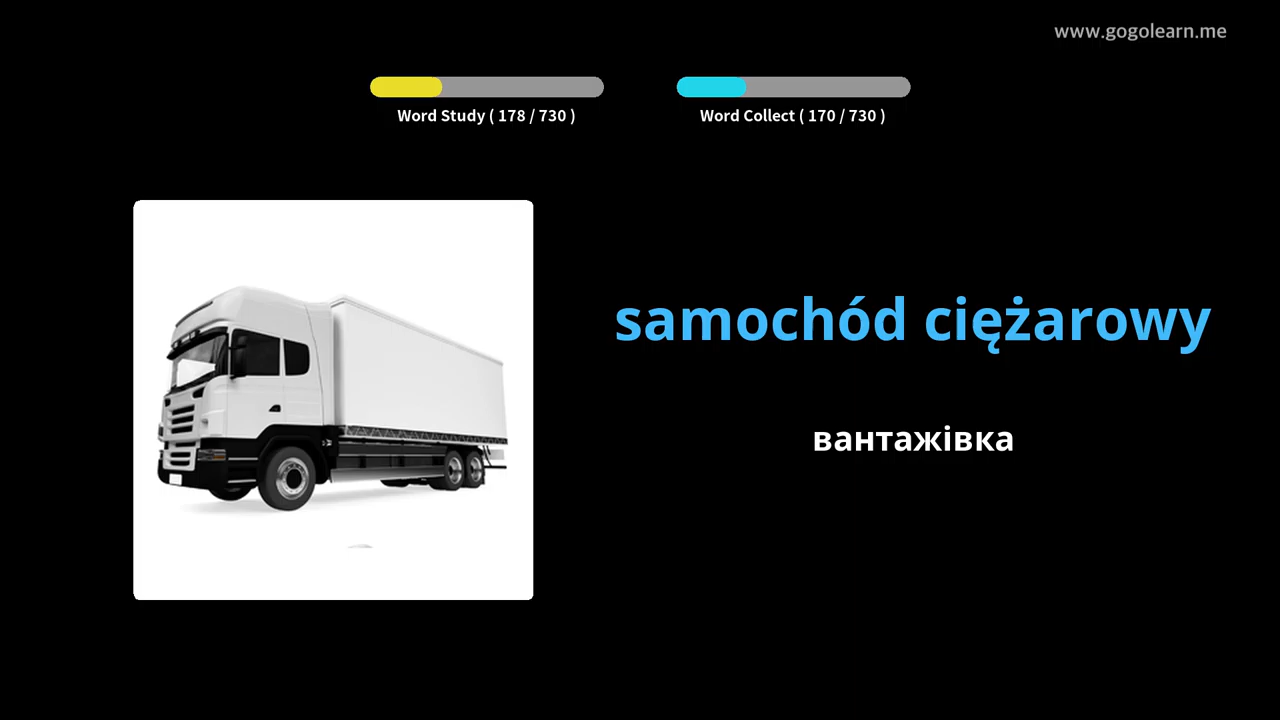 www.gogolearn.me
Word Study ( 178 / 730 )
Word Collect ( 170 / 730 )
samochód ciężarowy
вантажівка